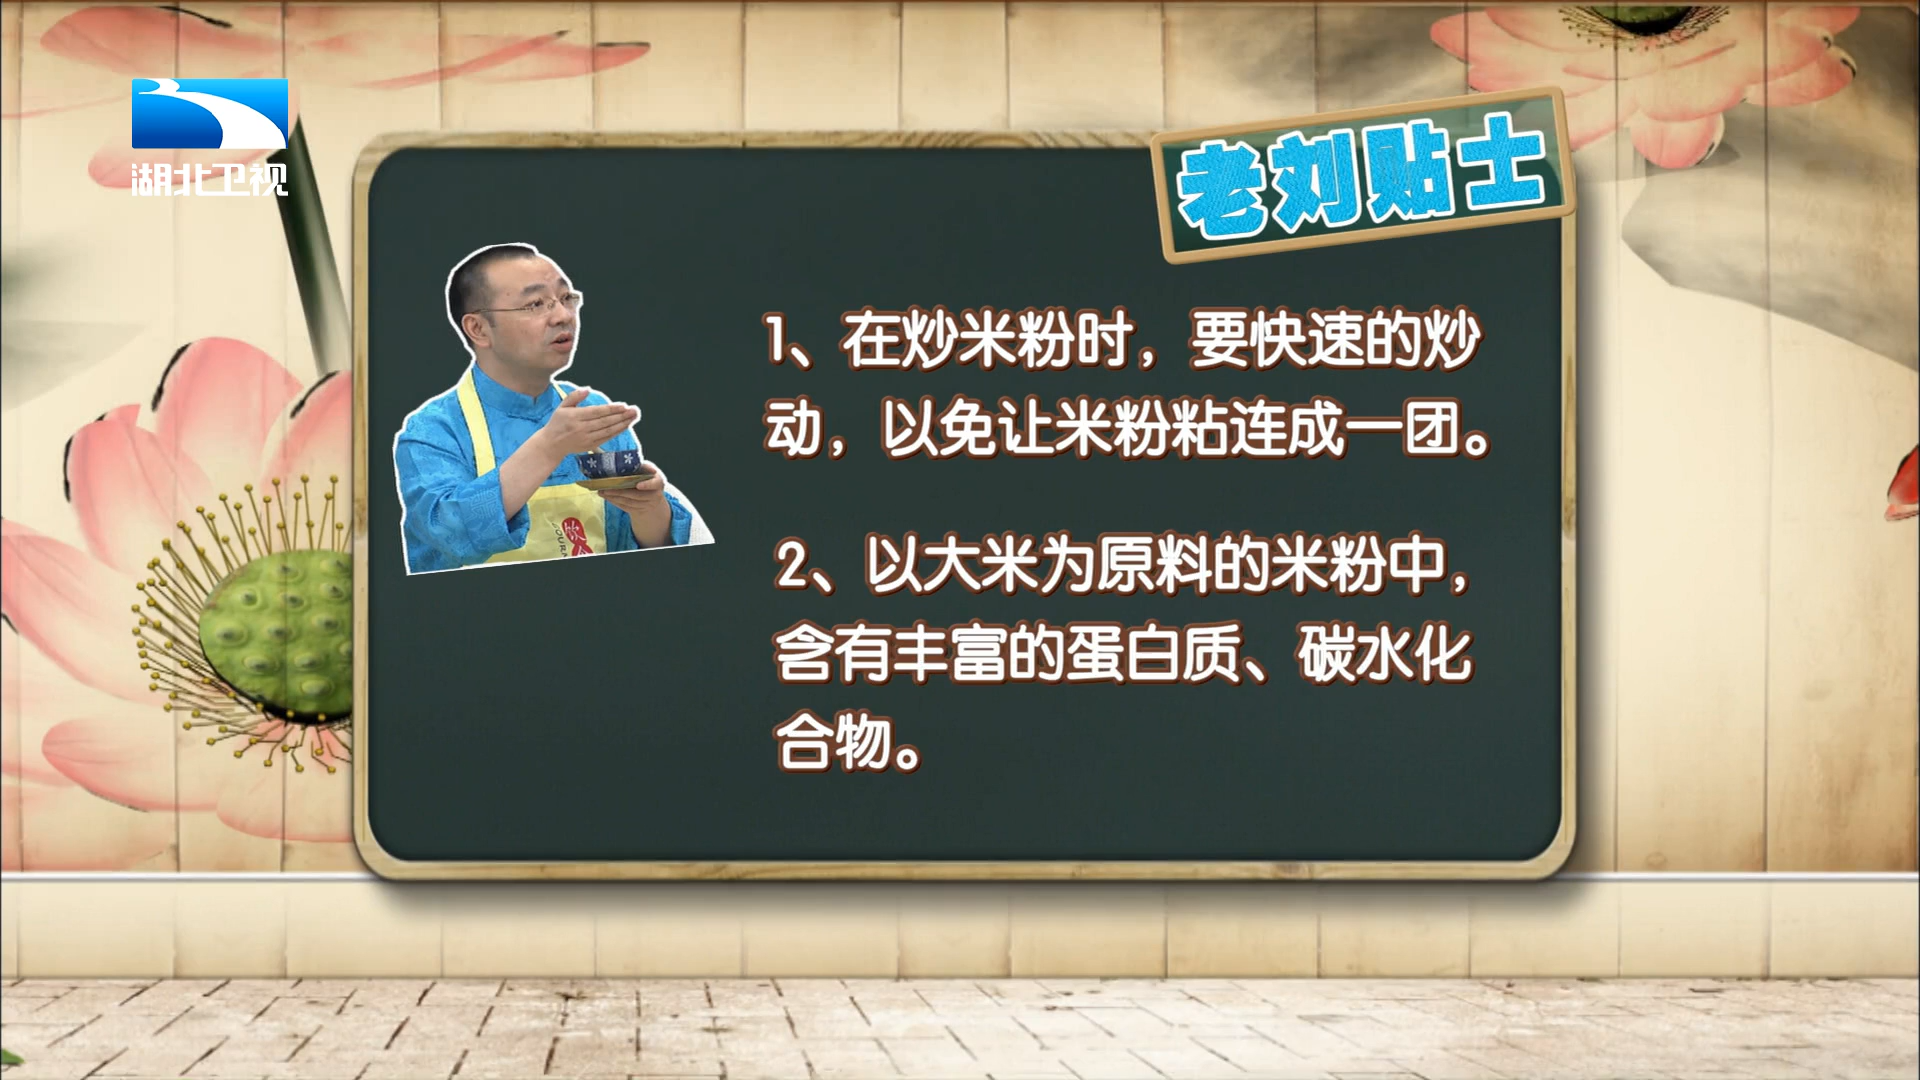 湖北卫视
老刘贴士
1、在炒米粉时，要快速的炒
动，以免让米粉粘连成一团。
2、以大米为原料的米粉中，
含有丰富的蛋白质、碳水化
合物。